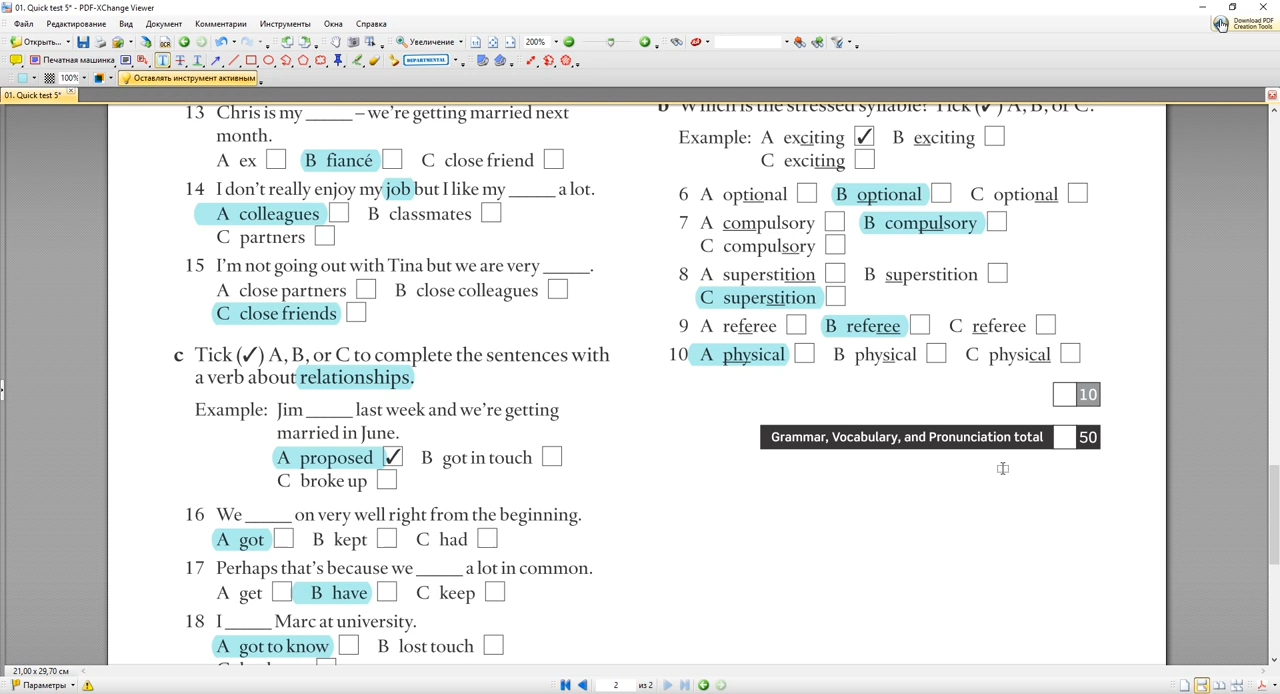 01. Quick test 5* - PDF-XChange Viewer
Файл Редактирование Вид Документ Комментарии Инструменты Окна Справка
Download PDF Creation Tools
Открыть... Увеличение 200%
Печатная машинка DEPARTMENTAL
100% Оставлять инструмент активным
01. Quick test 5*
13 Chris is my _____ – we're getting married next
month.
A ex B fiancé C close friend
14 I don't really enjoy my job but I like my _____ a lot.
A colleagues B classmates
C partners
15 I'm not going out with Tina but we are very _____.
A close partners B close colleagues
C close friends
c Tick (✓) A, B, or C to complete the sentences with
a verb about relationships.
Example: Jim _____ last week and we're getting
married in June.
A proposed ✓ B got in touch
C broke up
16 We _____ on very well right from the beginning.
A got B kept C had
17 Perhaps that's because we _____ a lot in common.
A get B have C keep
18 I _____ Marc at university.
A got to know B lost touch
b Which is the stressed syllable? Tick (✓) A, B, or C.
Example: A exciting ✓ B exciting
C exciting
6 A optional B optional C optional
7 A compulsory B compulsory
C compulsory
8 A superstition B superstition
C superstition
9 A referee B referee C referee
10 A physical B physical C physical
10
Grammar, Vocabulary, and Pronunciation total 50
21,00 x 29,70 см
Параметры 2 из 2